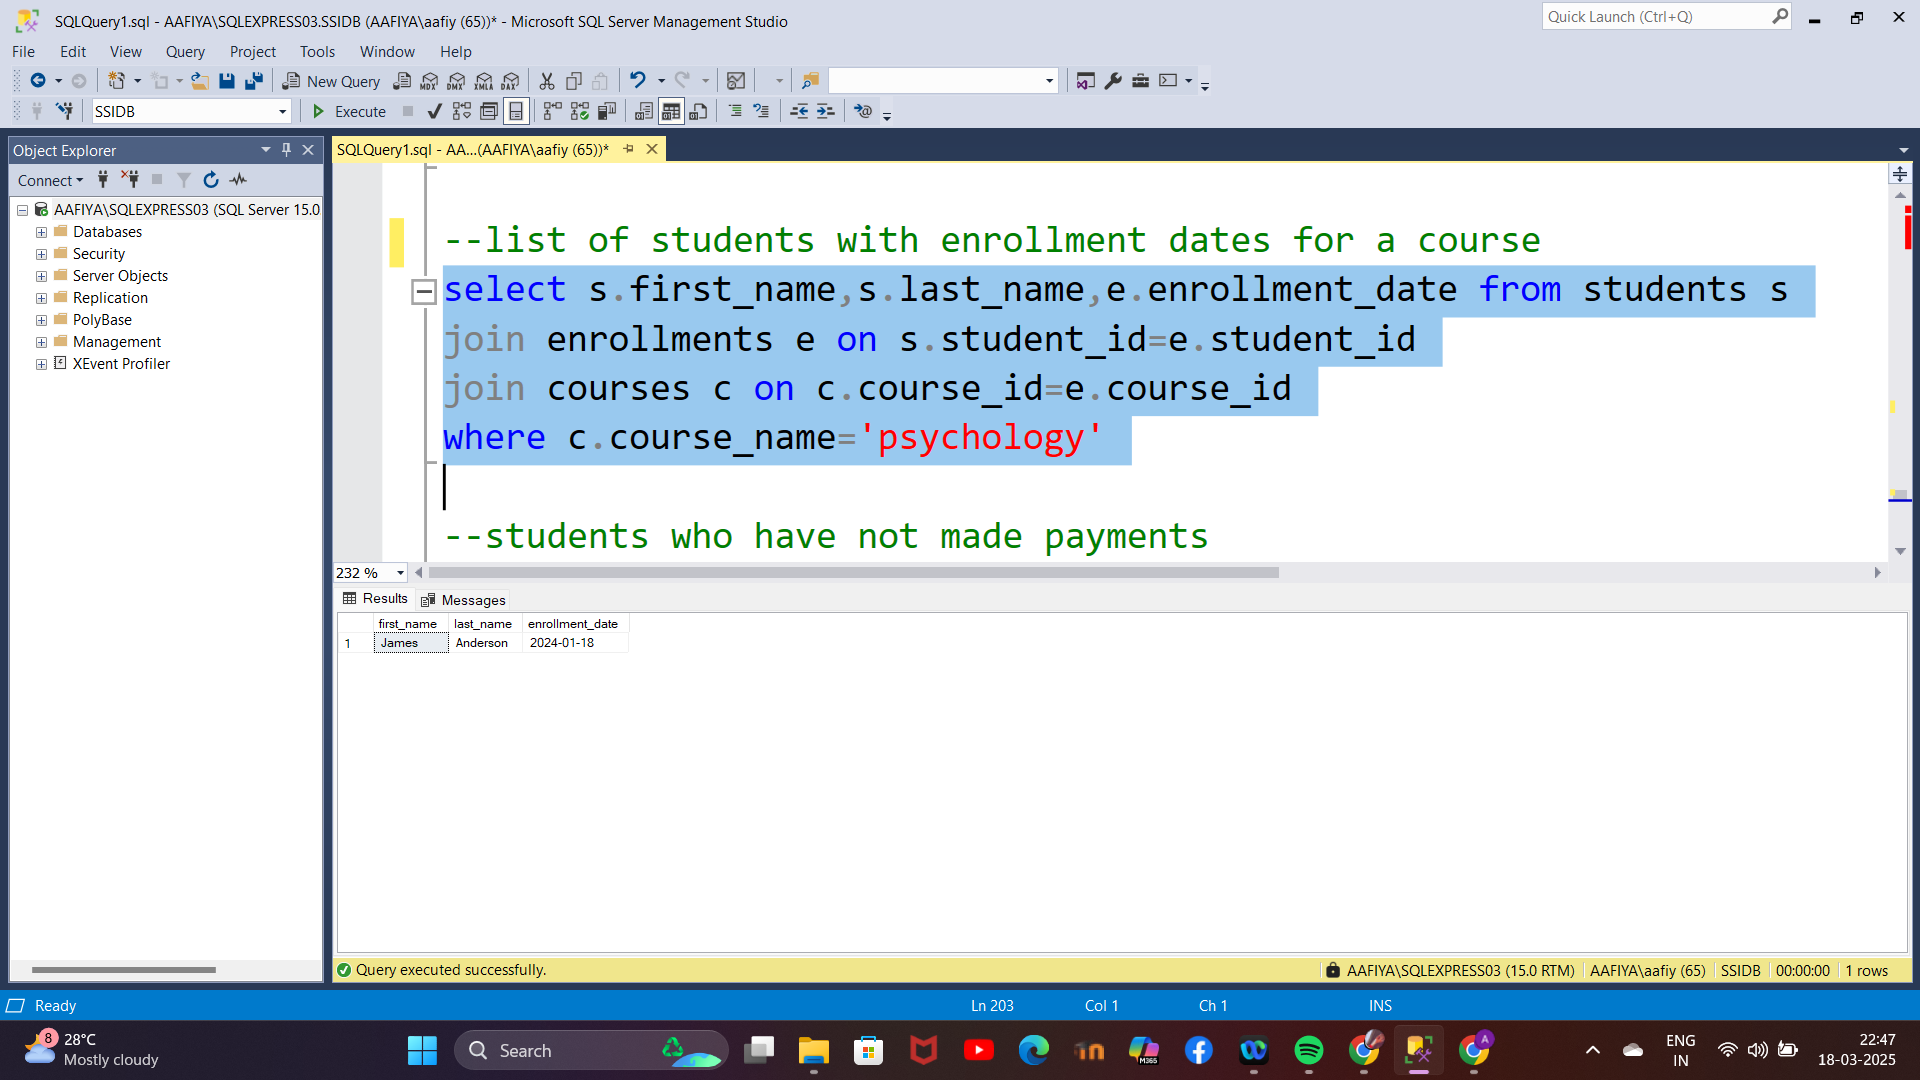 SQLQuery1.sql - AAFIYA\SQLEXPRESS03.SSIDB (AAFIYA\aafiy (65))* - Microsoft SQL Server Management Studio
Quick Launch (Ctrl+Q)
File Edit View Query Project Tools Window Help
New Query MDX DMX XMLA DAX
SSIDB Execute
Object Explorer
SQLQuery1.sql - AA...(AAFIYA\aafiy (65))*
Connect
AAFIYA\SQLEXPRESS03 (SQL Server 15.0
Databases
Security
Server Objects
Replication
PolyBase
Management
XEvent Profiler
--list of students with enrollment dates for a course
select s.first_name,s.last_name,e.enrollment_date from students s
join enrollments e on s.student_id=e.student_id
join courses c on c.course_id=e.course_id
where c.course_name='psychology'
--students who have not made payments
232 %
Results Messages
first_name last_name enrollment_date
1 James Anderson 2024-01-18
Query executed successfully.
AAFIYA\SQLEXPRESS03 (15.0 RTM) AAFIYA\aafiy (65) SSIDB 00:00:00 1 rows
Ready Ln 203 Col 1 Ch 1 INS
8 28°C
Mostly cloudy
Search
M365
A
ENG
IN
22:47
18-03-2025